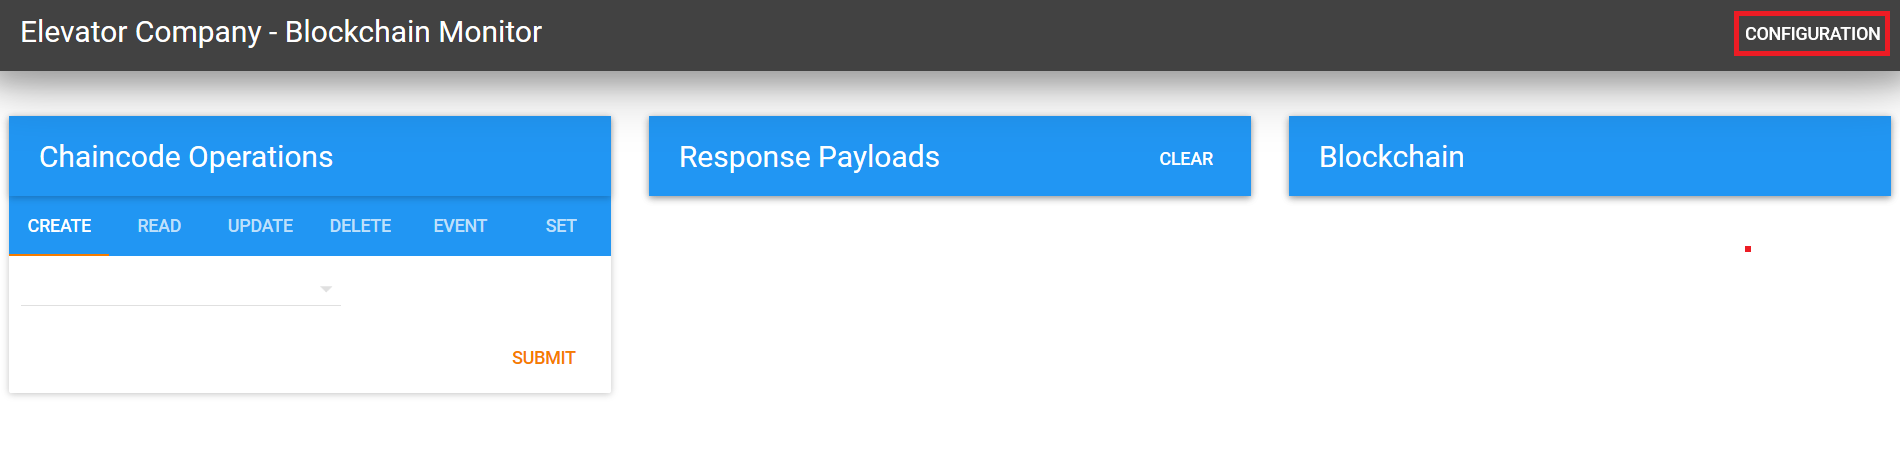 Elevator Company - Blockchain Monitor
CONFIGURATION
Chaincode Operations
CREATE READ UPDATE DELETE EVENT SET
SUBMIT
Response Payloads
CLEAR
Blockchain